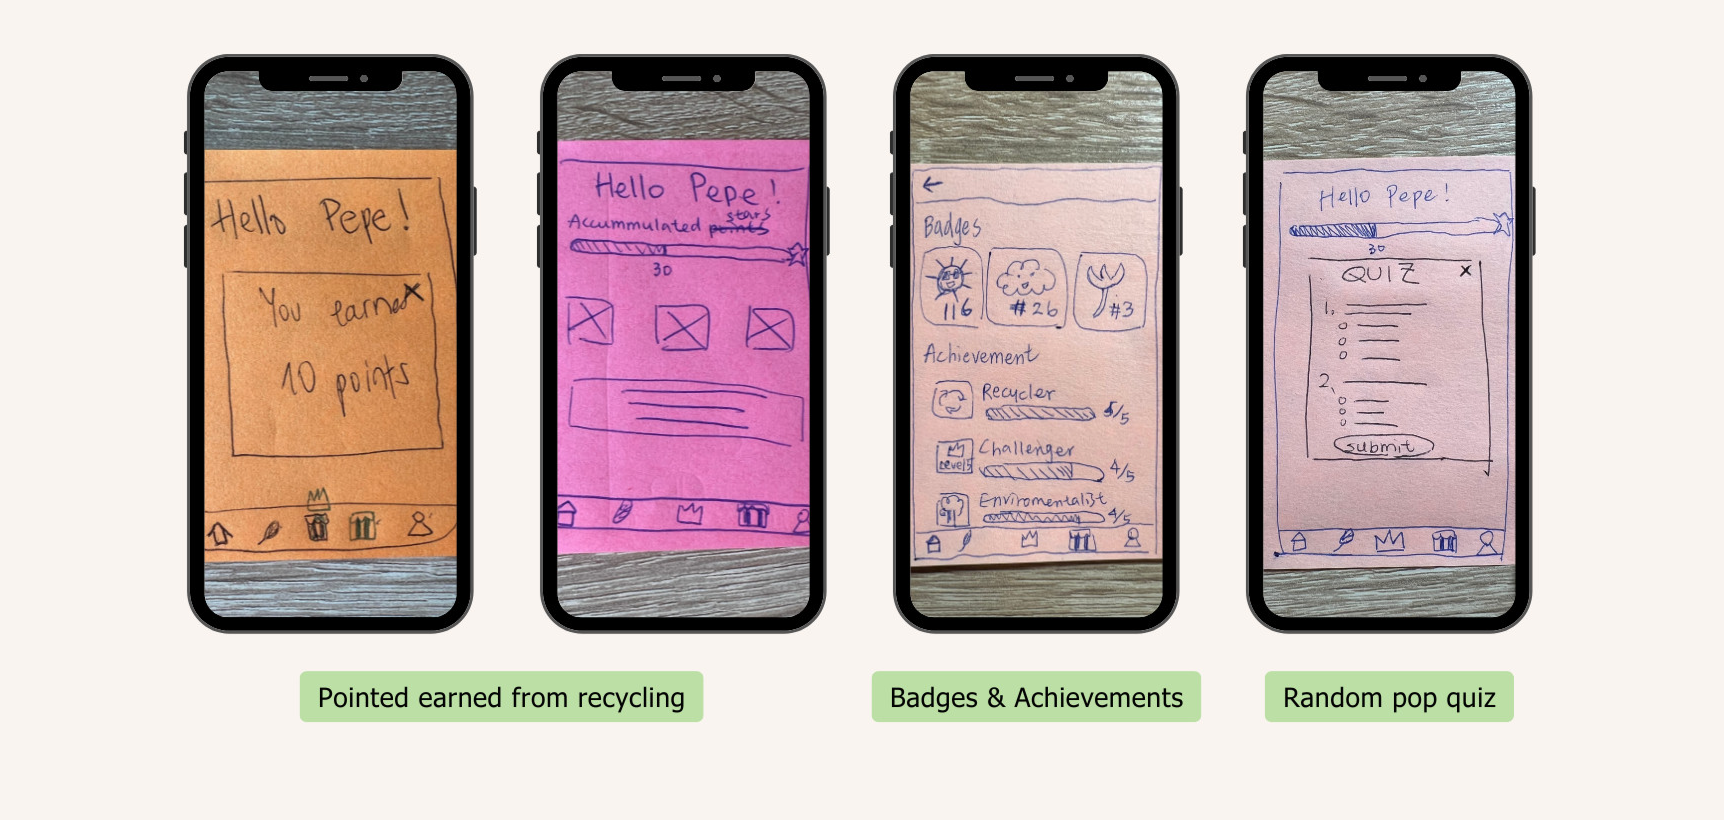 Hello Pepe!
You earned X
10 points
Hello Pepe!
stars
Accummulated points
30
←
Badges
116
#26
#3
Achievement
Recycler
5/5
Challenger
Level 5
4/5
Enviromentalist
4/5
Hello Pepe!
30
QUIZ X
1.
2.
submit
Pointed earned from recycling
Badges & Achievements
Random pop quiz